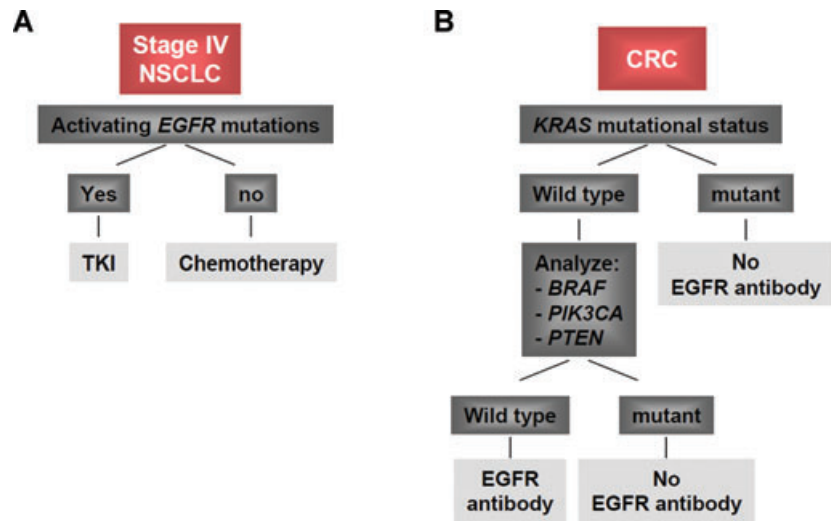 A
Stage IV
NSCLC
Activating EGFR mutations
Yes
no
TKI
Chemotherapy
B
CRC
KRAS mutational status
Wild type
mutant
Analyze:
- BRAF
- PIK3CA
- PTEN
No
EGFR antibody
Wild type
mutant
EGFR
antibody
No
EGFR antibody